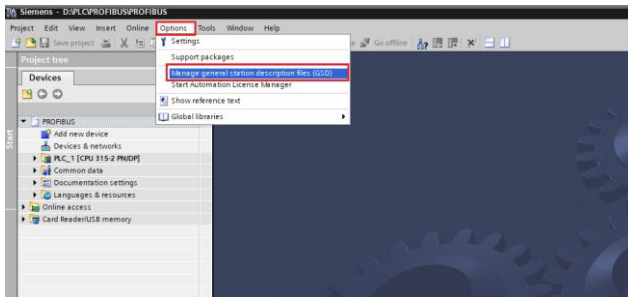 Siemens - D:\PLC\PROFIBUS\PROFIBUS
Project Edit View Insert Online Options Tools Window Help
Save project
Go offline
Settings
Support packages
Manage general station description files (GSD)
Start Automation License Manager
Show reference text
Global libraries
Project tree
Devices
PROFIBUS
Add new device
Devices & networks
PLC_1 [CPU 315-2 PN/DP]
Common data
Documentation settings
Languages & resources
Online access
Card Reader/USB memory
Start